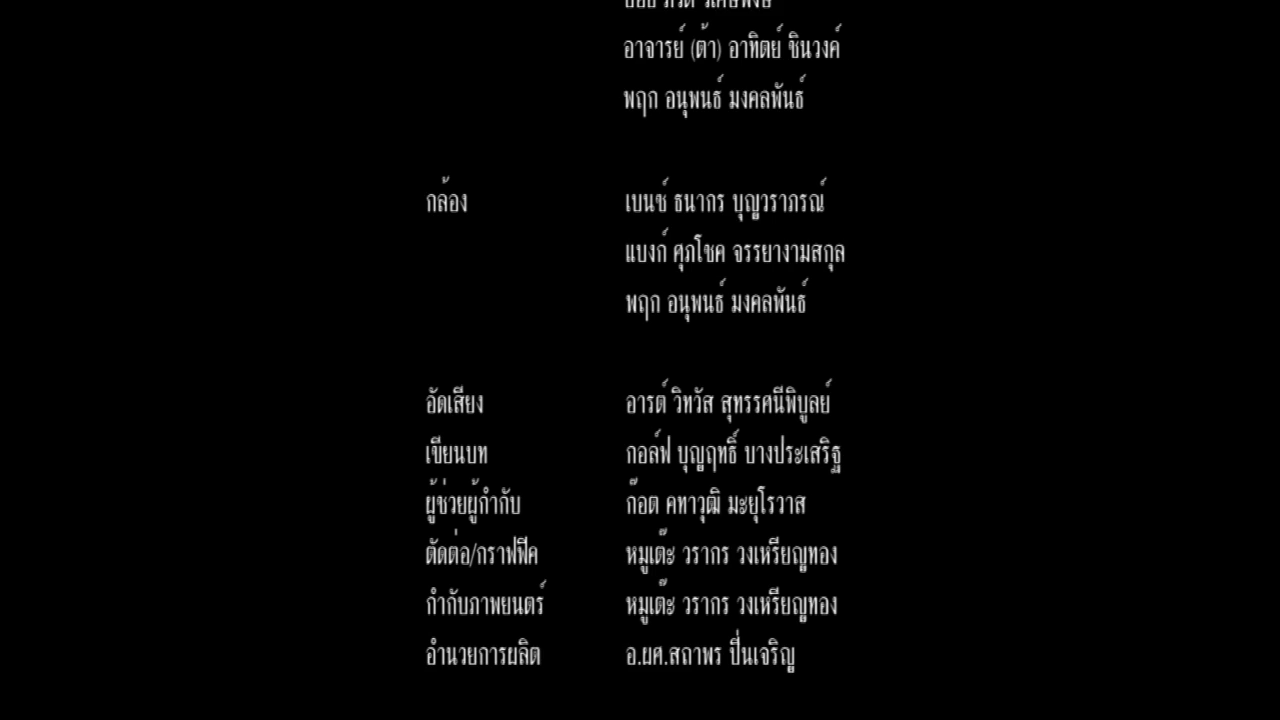 อาจารย์ (ต้า) อาทิตย์ ชินวงค์
พฤก อนุพนธ์ มงคลพันธ์
กล้อง เบนซ์ ธนากร บุญวราภรณ์
แบงก์ ศุภโชค จรรยางามสกุล
พฤก อนุพนธ์ มงคลพันธ์
อัดเสียง อารต์ วิทวัส สุทรรศนีพิบูลย์
เขียนบท กอล์ฟ บุญฤทธิ์ บางประเสริฐ
ผู้ช่วยผู้กำกับ ก๊อต คทาวุฒิ มะยุโรวาส
ตัดต่อ/กราฟฟิค หมูเต๊ะ วรากร วงเหรียญทอง
กำกับภาพยนตร์ หมูเต๊ะ วรากร วงเหรียญทอง
อำนวยการผลิต อ.ผศ.สถาพร ปิ่นเจริญ